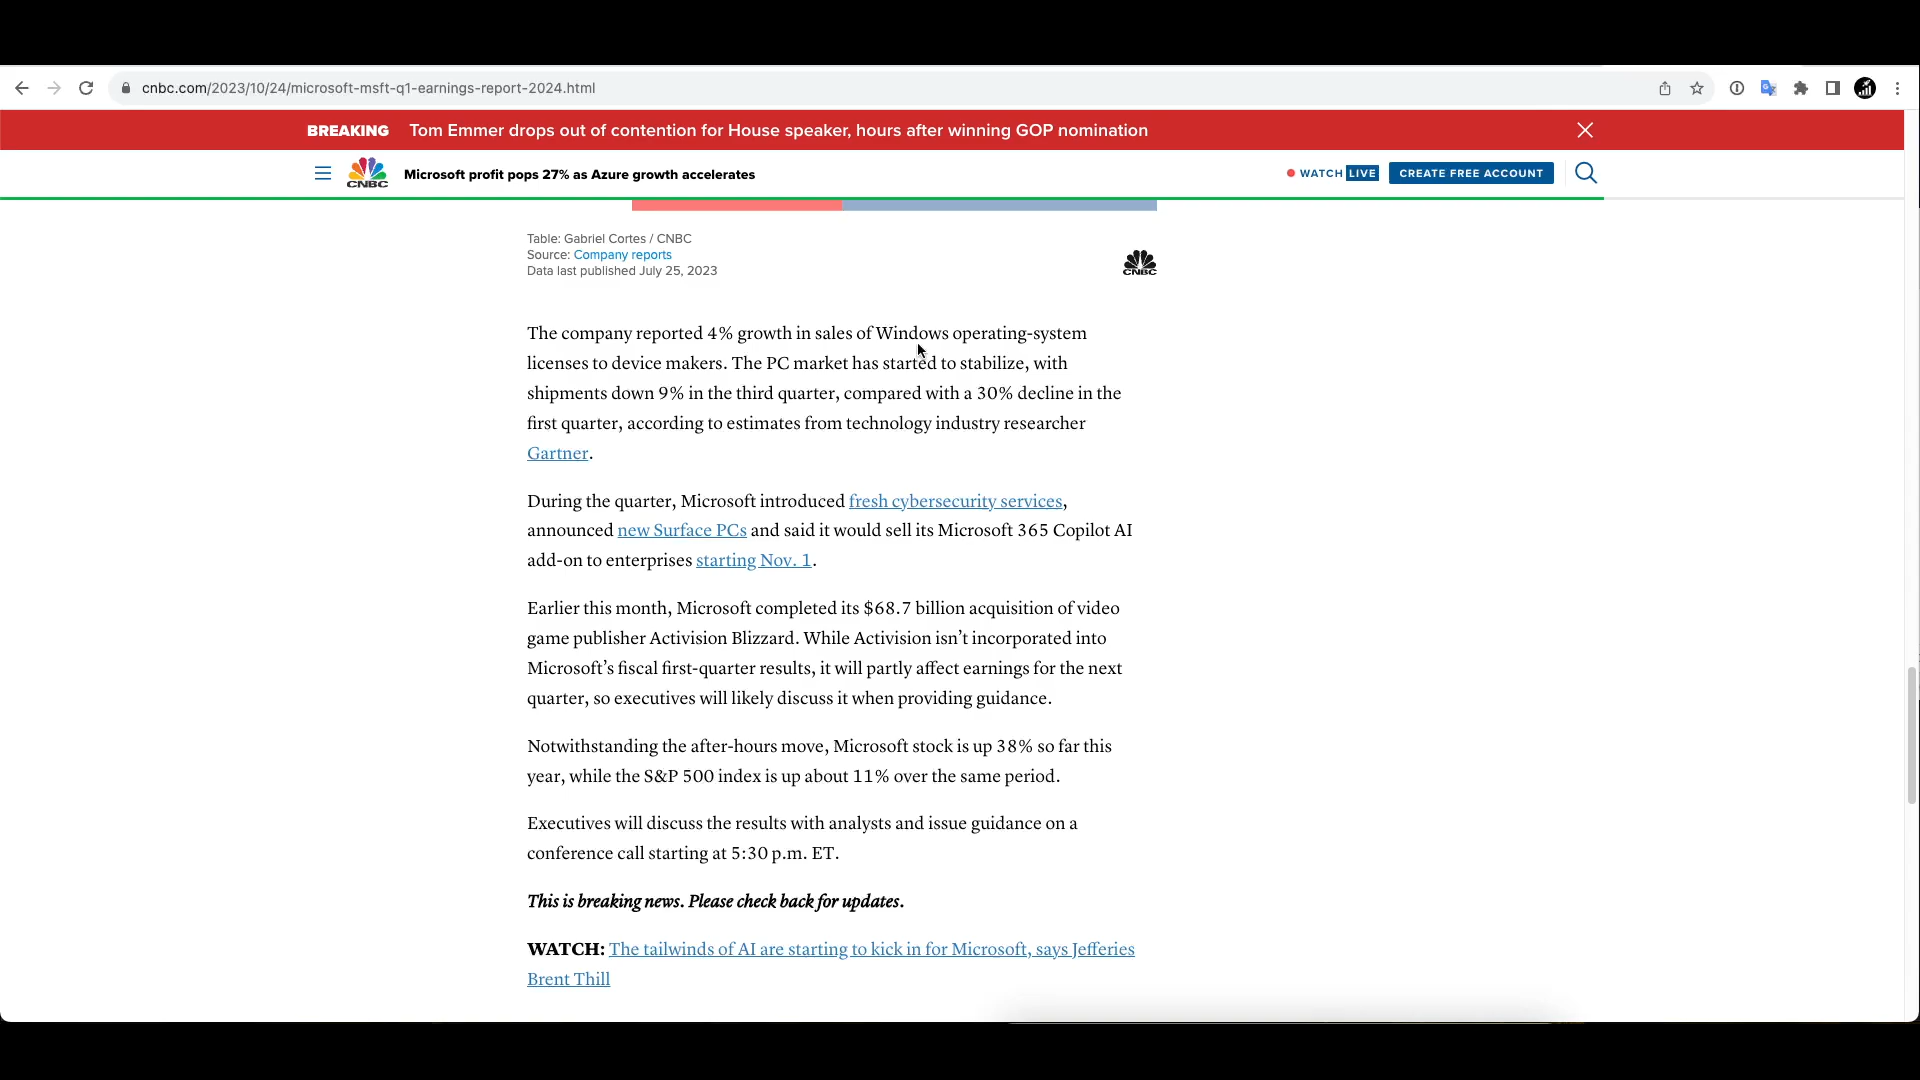 cnbc.com/2023/10/24/microsoft-msft-q1-earnings-report-2024.html
BREAKING Tom Emmer drops out of contention for House speaker, hours after winning GOP nomination
CNBC Microsoft profit pops 27% as Azure growth accelerates WATCH LIVE CREATE FREE ACCOUNT
Table: Gabriel Cortes / CNBC
Source: Company reports
Data last published July 25, 2023
CNBC
The company reported 4% growth in sales of Windows operating-system
licenses to device makers. The PC market has started to stabilize, with
shipments down 9% in the third quarter, compared with a 30% decline in the
first quarter, according to estimates from technology industry researcher
Gartner.
During the quarter, Microsoft introduced fresh cybersecurity services,
announced new Surface PCs and said it would sell its Microsoft 365 Copilot AI
add-on to enterprises starting Nov. 1.
Earlier this month, Microsoft completed its $68.7 billion acquisition of video
game publisher Activision Blizzard. While Activision isn’t incorporated into
Microsoft’s fiscal first-quarter results, it will partly affect earnings for the next
quarter, so executives will likely discuss it when providing guidance.
Notwithstanding the after-hours move, Microsoft stock is up 38% so far this
year, while the S&P 500 index is up about 11% over the same period.
Executives will discuss the results with analysts and issue guidance on a
conference call starting at 5:30 p.m. ET.
This is breaking news. Please check back for updates.
WATCH: The tailwinds of AI are starting to kick in for Microsoft, says Jefferies
Brent Thill